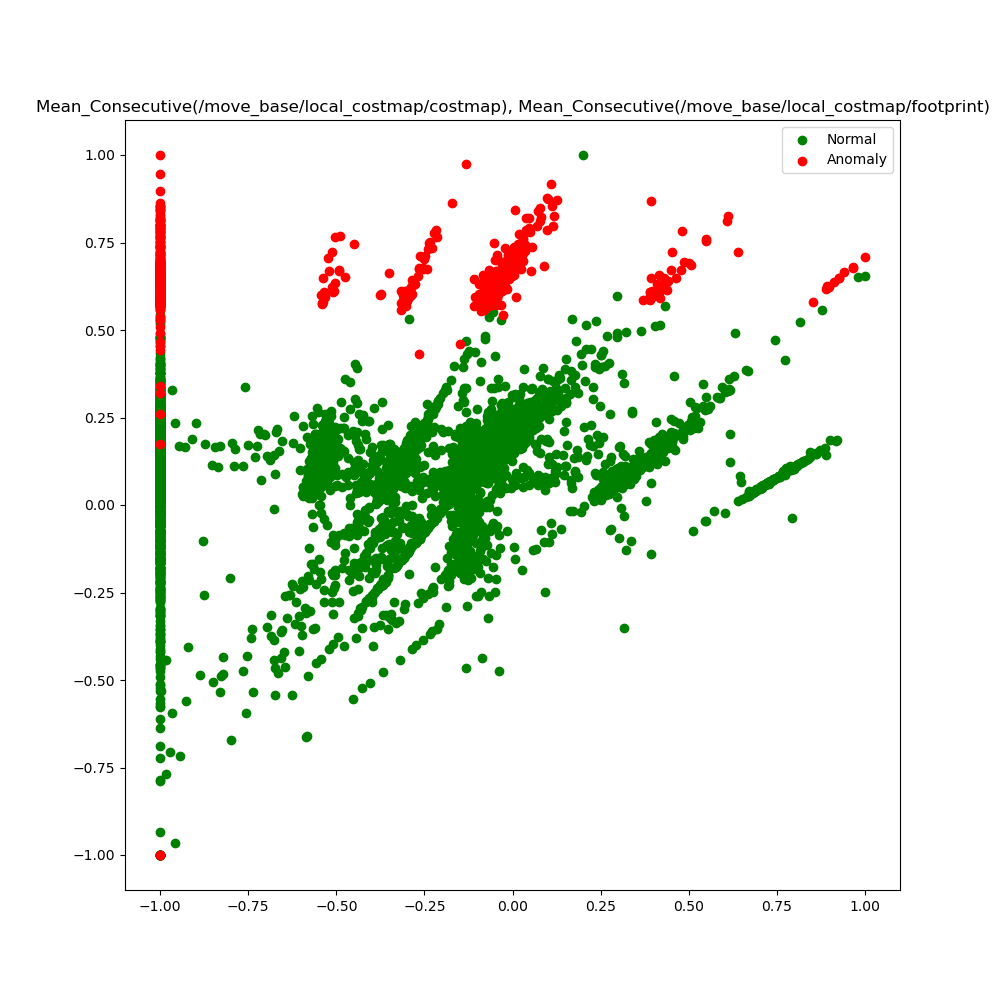 Mean_Consecutive(/move_base/local_costmap/costmap), Mean_Consecutive(/move_base/local_costmap/footprint)
Normal
Anomaly
1.00
0.75
0.50
0.25
0.00
−0.25
−0.50
−0.75
−1.00
−1.00 −0.75 −0.50 −0.25 0.00 0.25 0.50 0.75 1.00